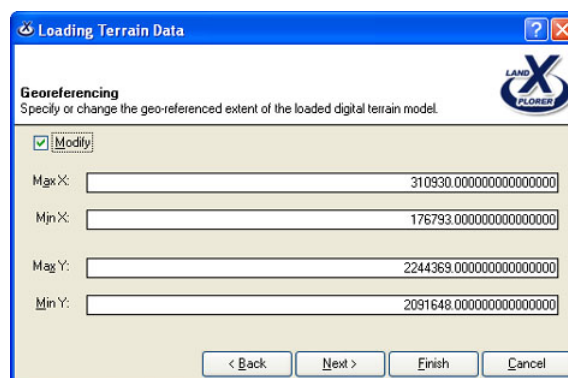 Loading Terrain Data
LAND X PLORER
Georeferencing
Specify or change the geo-referenced extent of the loaded digital terrain model.
Modify
Max X: 310930.000000000000000
Min X: 176793.000000000000000
Max Y: 2244369.000000000000000
Min Y: 2091648.000000000000000
< Back Next > Finish Cancel